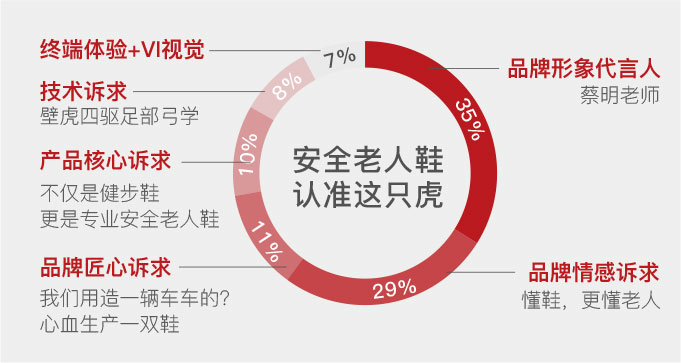 终端体验+VI视觉
7%
技术诉求
壁虎四驱足部弓学
8%
产品核心诉求
不仅是健步鞋
更是专业安全老人鞋
10%
品牌匠心诉求
我们用造一辆车车的?
心血生产一双鞋
11%
安全老人鞋
认准这只虎
品牌形象代言人
蔡明老师
35%
品牌情感诉求
懂鞋，更懂老人
29%